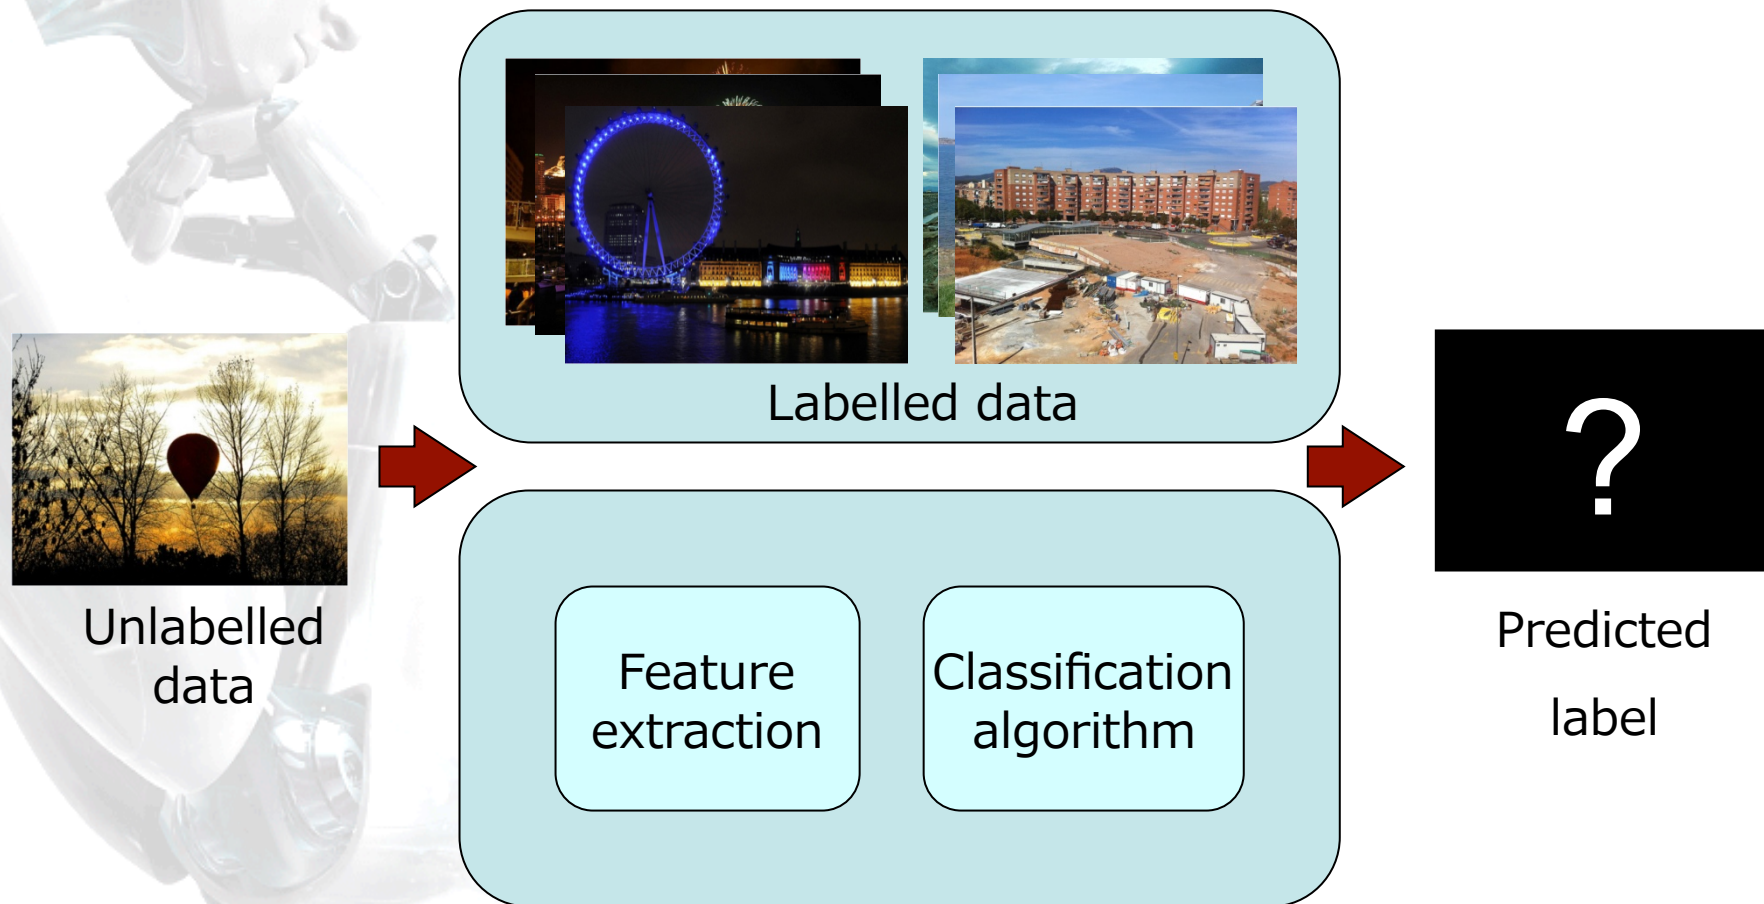 Labelled data
Unlabelled
data
Feature
extraction
Classification
algorithm
?
Predicted
label